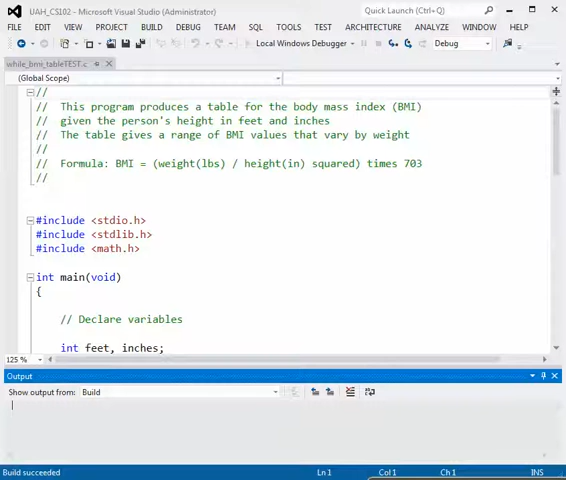 UAH_CS102 - Microsoft Visual Studio (Administrator)
Quick Launch (Ctrl+Q)
FILE EDIT VIEW PROJECT BUILD DEBUG TEAM SQL TOOLS TEST ARCHITECTURE ANALYZE WINDOW HELP
Local Windows Debugger Debug
while_bmi_tableTEST.c
(Global Scope)
//
// This program produces a table for the body mass index (BMI)
// given the person's height in feet and inches
// The table gives a range of BMI values that vary by weight
//
// Formula: BMI = (weight(lbs) / height(in) squared) times 703
//
#include <stdio.h>
#include <stdlib.h>
#include <math.h>
int main(void)
{
// Declare variables
int feet, inches;
125 %
Output
Show output from: Build
Build succeeded Ln 1 Col 1 Ch 1 INS